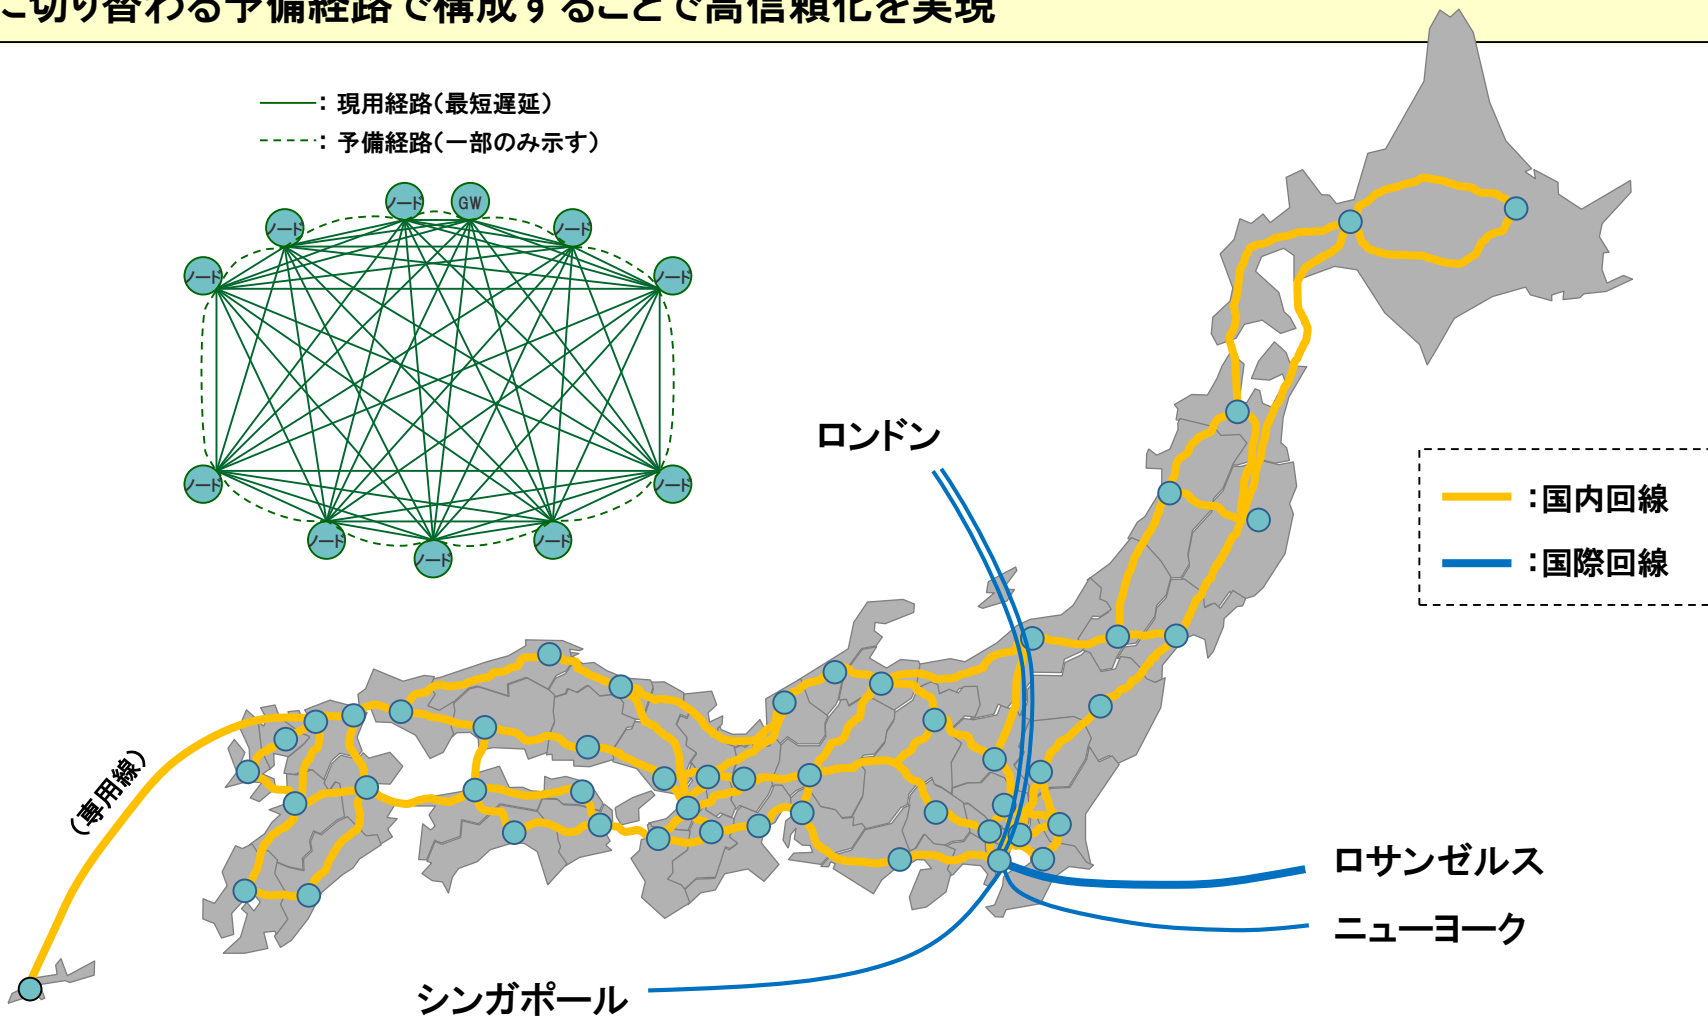 に切り替わる予備経路で構成することで高信頼化を実現
：現用経路（最短遅延）
：予備経路（一部のみ示す）
ノード
GW
ノード
ノード
ノード
ノード
ノード
ノード
ノード
ノード
ノード
ノード
ロンドン
：国内回線
：国際回線
（専用線）
ロサンゼルス
ニューヨーク
シンガポール